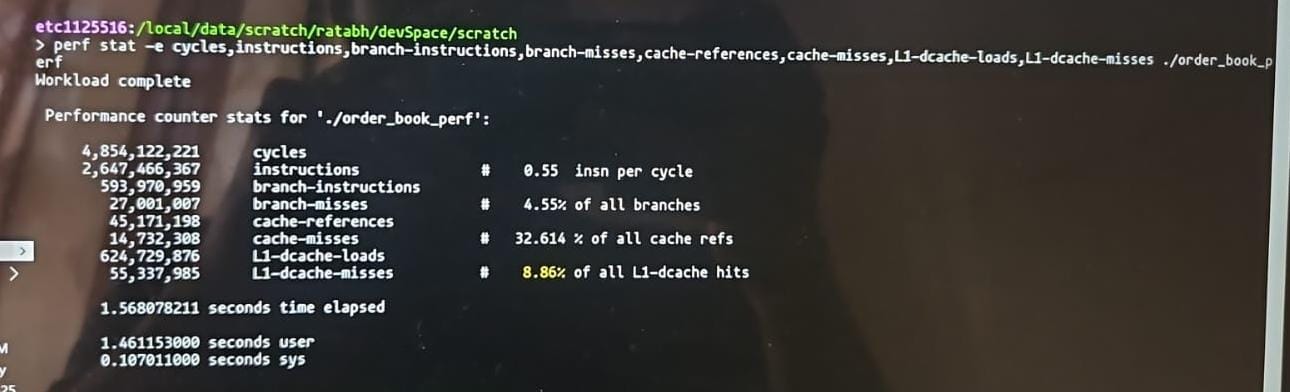 etc1125516:/local/data/scratch/ratabh/devSpace/scratch
> perf stat -e cycles,instructions,branch-instructions,branch-misses,cache-references,cache-misses,L1-dcache-loads,L1-dcache-misses ./order_book_p
erf
Workload complete
Performance counter stats for './order_book_perf':
4,854,122,221 cycles
2,647,466,367 instructions # 0.55 insn per cycle
593,970,959 branch-instructions
27,001,007 branch-misses # 4.55% of all branches
45,171,198 cache-references
14,732,308 cache-misses # 32.614 % of all cache refs
624,729,876 L1-dcache-loads
55,337,985 L1-dcache-misses # 8.86% of all L1-dcache hits
1.568078211 seconds time elapsed
1.461153000 seconds user
0.107011000 seconds sys
M
y
25